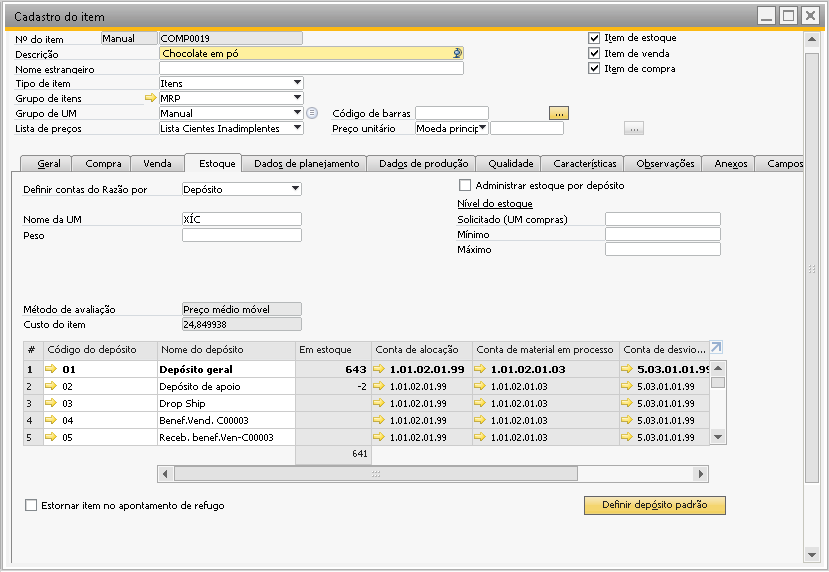 Cadastro do item
Nº do item Manual COMP0019
Descrição Chocolate em pó
Nome estrangeiro
Tipo de item Itens
Grupo de itens MRP
Grupo de UM Manual
Lista de preços Lista Cientes Inadimplentes
Item de estoque
Item de venda
Item de compra
Código de barras ...
Preço unitário Moeda princip ...
Geral Compra Venda Estoque Dados de planejamento Dados de produção Qualidade Características Observações Anexos Campos
Definir contas do Razão por Depósito
Nome da UM XÍC
Peso
Administrar estoque por depósito
Nível do estoque
Solicitado (UM compras)
Mínimo
Máximo
Método de avaliação Preço médio móvel
Custo do item 24,849938
# Código do depósito Nome do depósito Em estoque Conta de alocação Conta de material em processo Conta de desvio...
1 01 Depósito geral 643 1.01.02.01.99 1.01.02.01.03 5.03.01.01.99
2 02 Depósito de apoio -2 1.01.02.01.99 1.01.02.01.03 5.03.01.01.99
3 03 Drop Ship 1.01.02.01.99 1.01.02.01.03 5.03.01.01.99
4 04 Benef.Vend. C00003 1.01.02.01.99 1.01.02.01.03 5.03.01.01.99
5 05 Receb. benef.Ven-C00003 1.01.02.01.99 1.01.02.01.03 5.03.01.01.99
641
Estornar item no apontamento de refugo
Definir depósito padrão